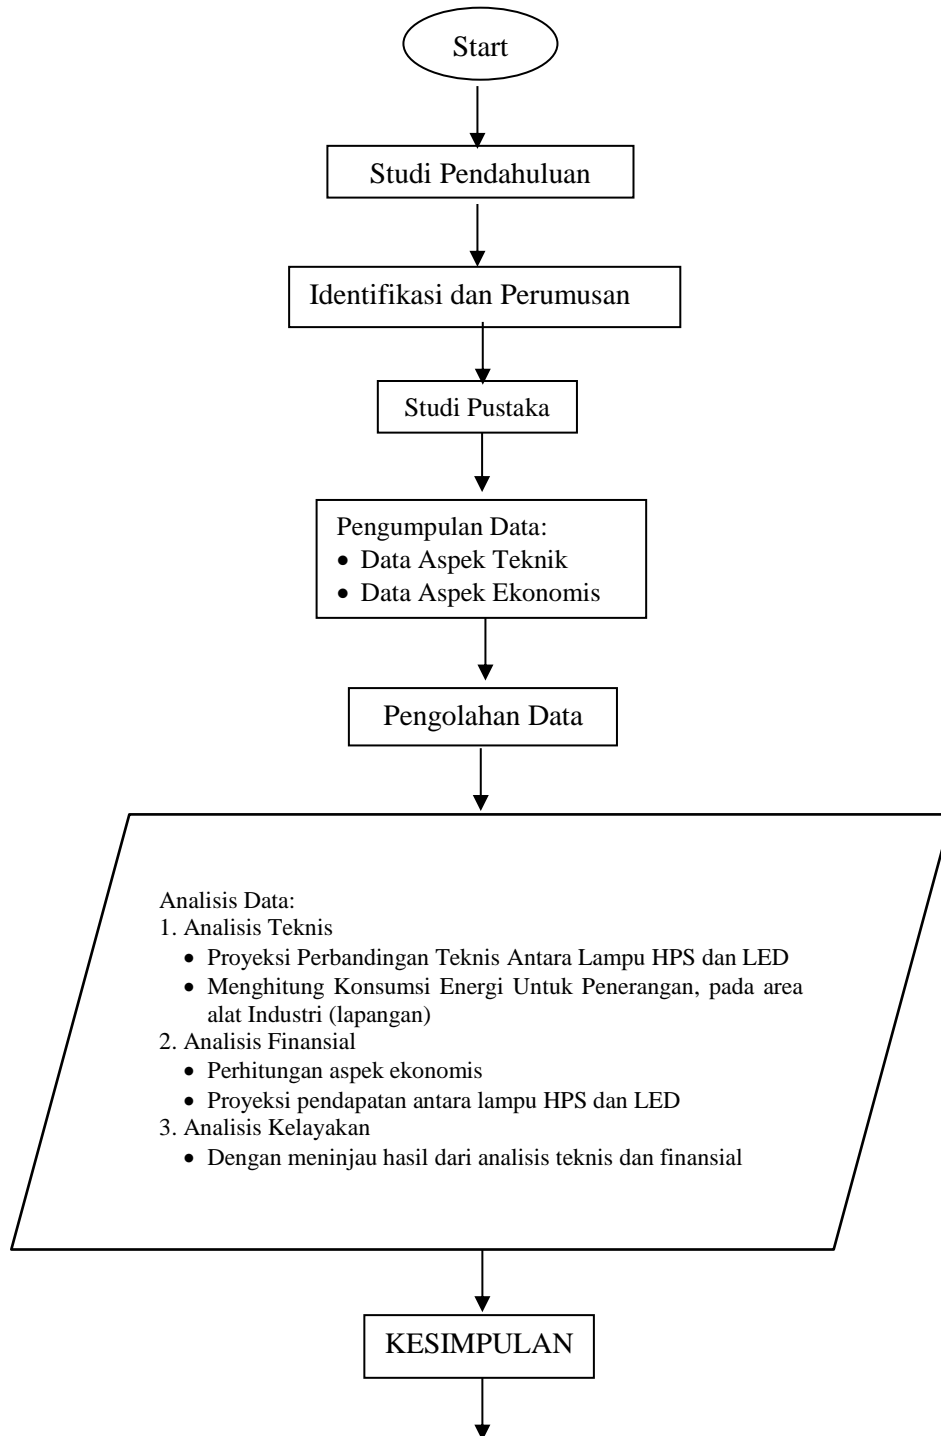 Start
Studi Pendahuluan
Identifikasi dan Perumusan
Studi Pustaka
Pengumpulan Data:
• Data Aspek Teknik
• Data Aspek Ekonomis
Pengolahan Data
Analisis Data:
1. Analisis Teknis
• Proyeksi Perbandingan Teknis Antara Lampu HPS dan LED
• Menghitung Konsumsi Energi Untuk Penerangan, pada area
alat Industri (lapangan)
2. Analisis Finansial
• Perhitungan aspek ekonomis
• Proyeksi pendapatan antara lampu HPS dan LED
3. Analisis Kelayakan
• Dengan meninjau hasil dari analisis teknis dan finansial
KESIMPULAN